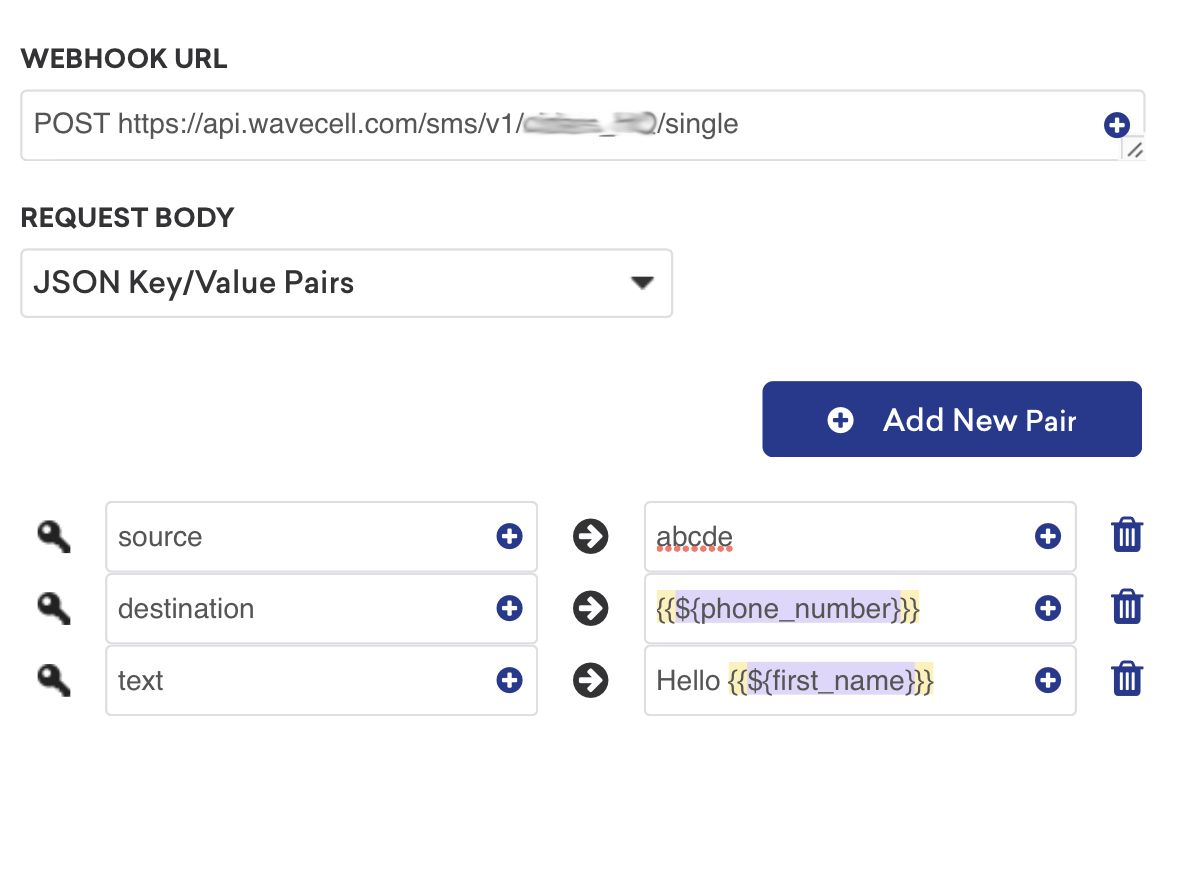 WEBHOOK URL
POST https://api.wavecell.com/sms/v1/ /single
REQUEST BODY
JSON Key/Value Pairs
Add New Pair
source abcde
destination {{${phone_number}}}
text Hello {{${first_name}}}